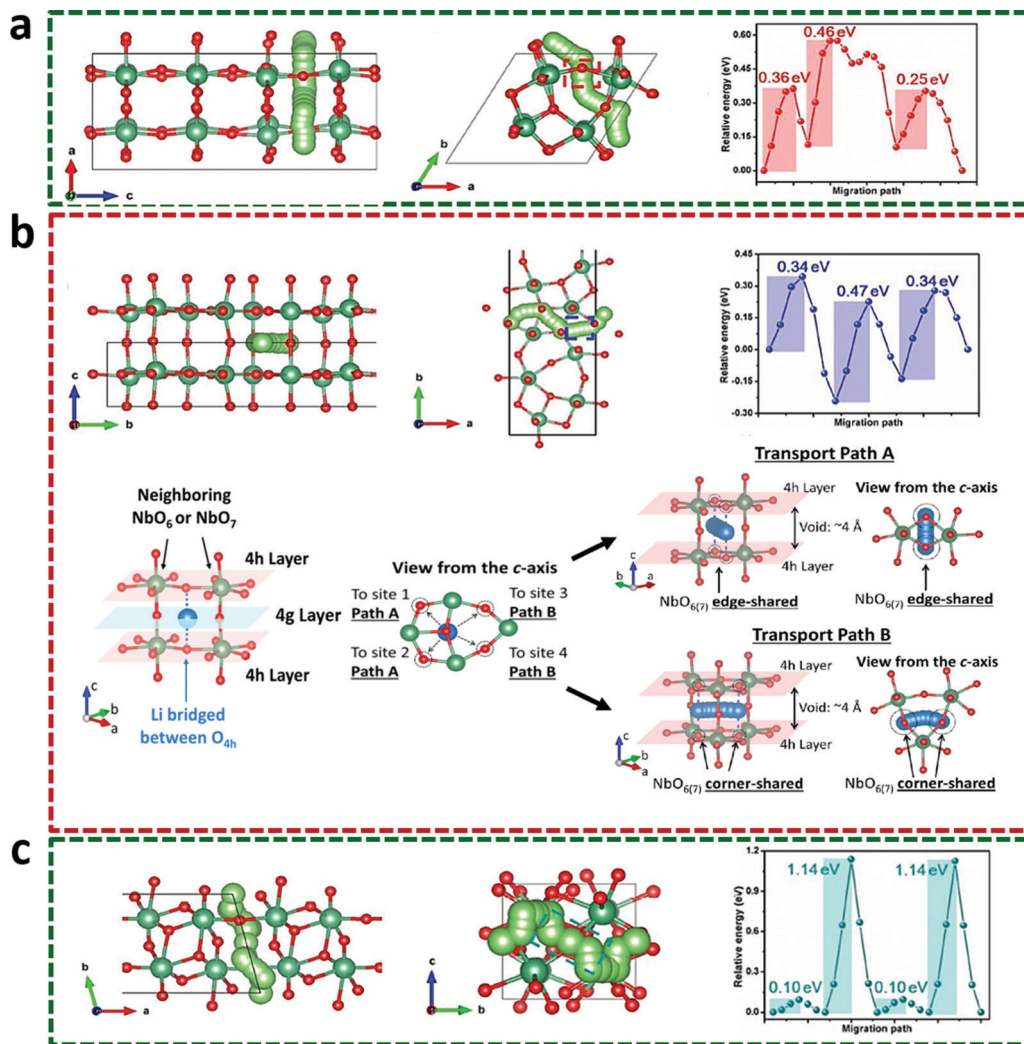 a
a
c
b
a
Relative energy (eV)
0.60
0.45
0.30
0.15
0.00
0.36 eV
0.46 eV
0.25 eV
Migration path
b
c
b
b
a
Relative energy (eV)
0.45
0.30
0.15
0.00
-0.15
-0.30
0.34 eV
0.47 eV
0.34 eV
Migration path
Neighboring
NbO6 or NbO7
4h Layer
4g Layer
4h Layer
c
b
a
Li bridged
between O4h
View from the c-axis
To site 1
Path A
To site 3
Path B
To site 2
Path A
To site 4
Path B
Transport Path A
4h Layer
Void: ~4 Å
4h Layer
c
b
a
NbO6(7) edge-shared
View from the c-axis
NbO6(7) edge-shared
Transport Path B
4h Layer
Void: ~4 Å
4h Layer
c
b
a
NbO6(7) corner-shared
View from the c-axis
NbO6(7) corner-shared
c
b
a
c
b
Relative energy (eV)
1.2
0.9
0.6
0.3
0.0
0.10 eV
1.14 eV
0.10 eV
1.14 eV
Migration path